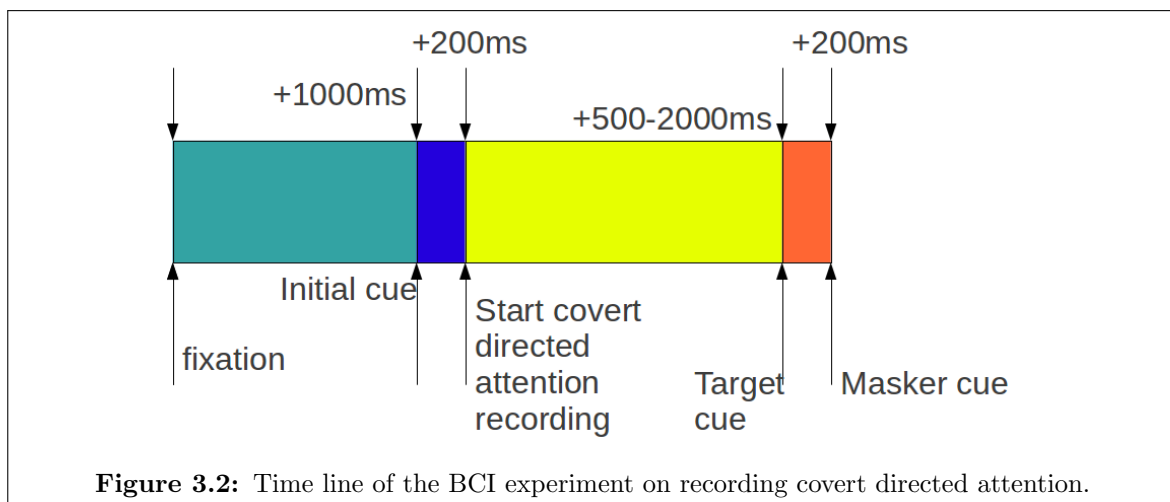 +200ms
+200ms
+1000ms
+500-2000ms
Initial cue
Start covert
directed
attention
recording
fixation
Target
cue
Masker cue
Figure 3.2: Time line of the BCI experiment on recording covert directed attention.